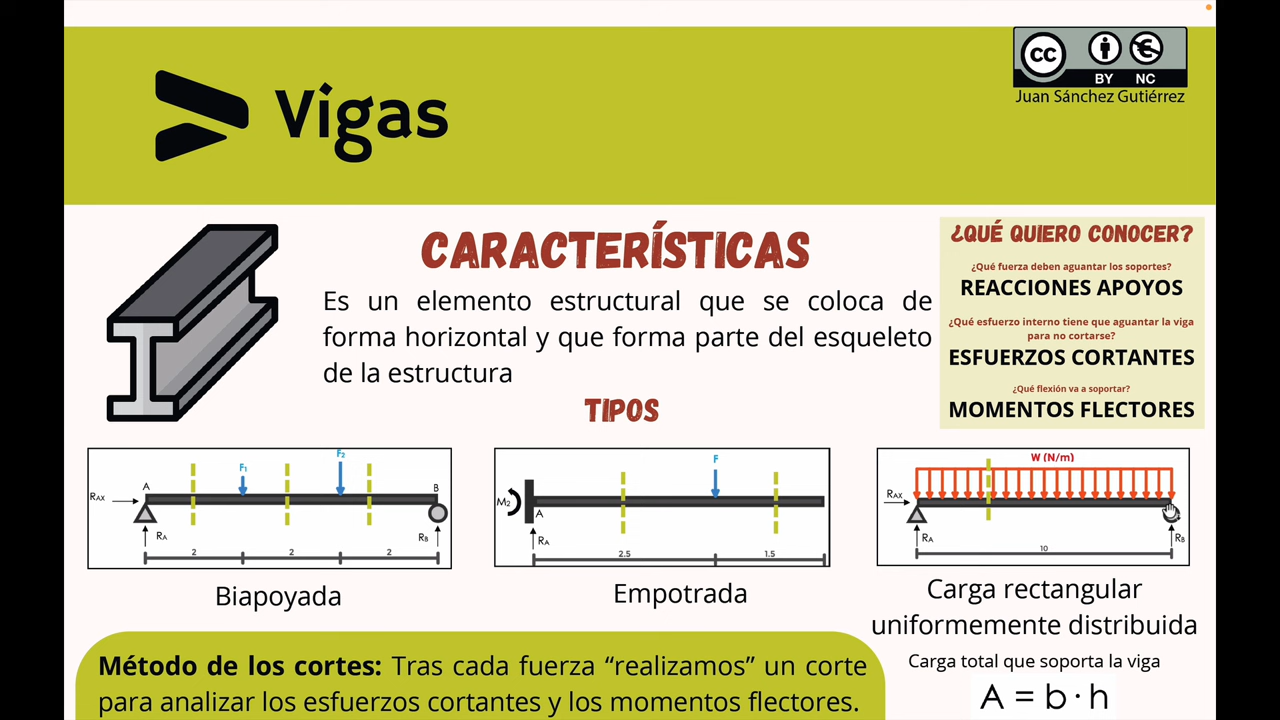 Vigas
CC BY NC
Juan Sánchez Gutiérrez
CARACTERÍSTICAS
Es un elemento estructural que se coloca de
forma horizontal y que forma parte del esqueleto
de la estructura
¿QUÉ QUIERO CONOCER?
¿Qué fuerza deben aguantar los soportes?
REACCIONES APOYOS
¿Qué esfuerzo interno tiene que aguantar la viga
para no cortarse?
ESFUERZOS CORTANTES
¿Qué flexión va a soportar?
MOMENTOS FLECTORES
TIPOS
F₁ F₂
A B
RAX
RA RB
2 2 2
Biapoyada
F
M₂
A
RA
2.5 1.5
Empotrada
W (N/m)
RAX
RA RB
10
Carga rectangular
uniformemente distribuida
Carga total que soporta la viga
A = b · h
Método de los cortes: Tras cada fuerza “realizamos” un corte
para analizar los esfuerzos cortantes y los momentos flectores.